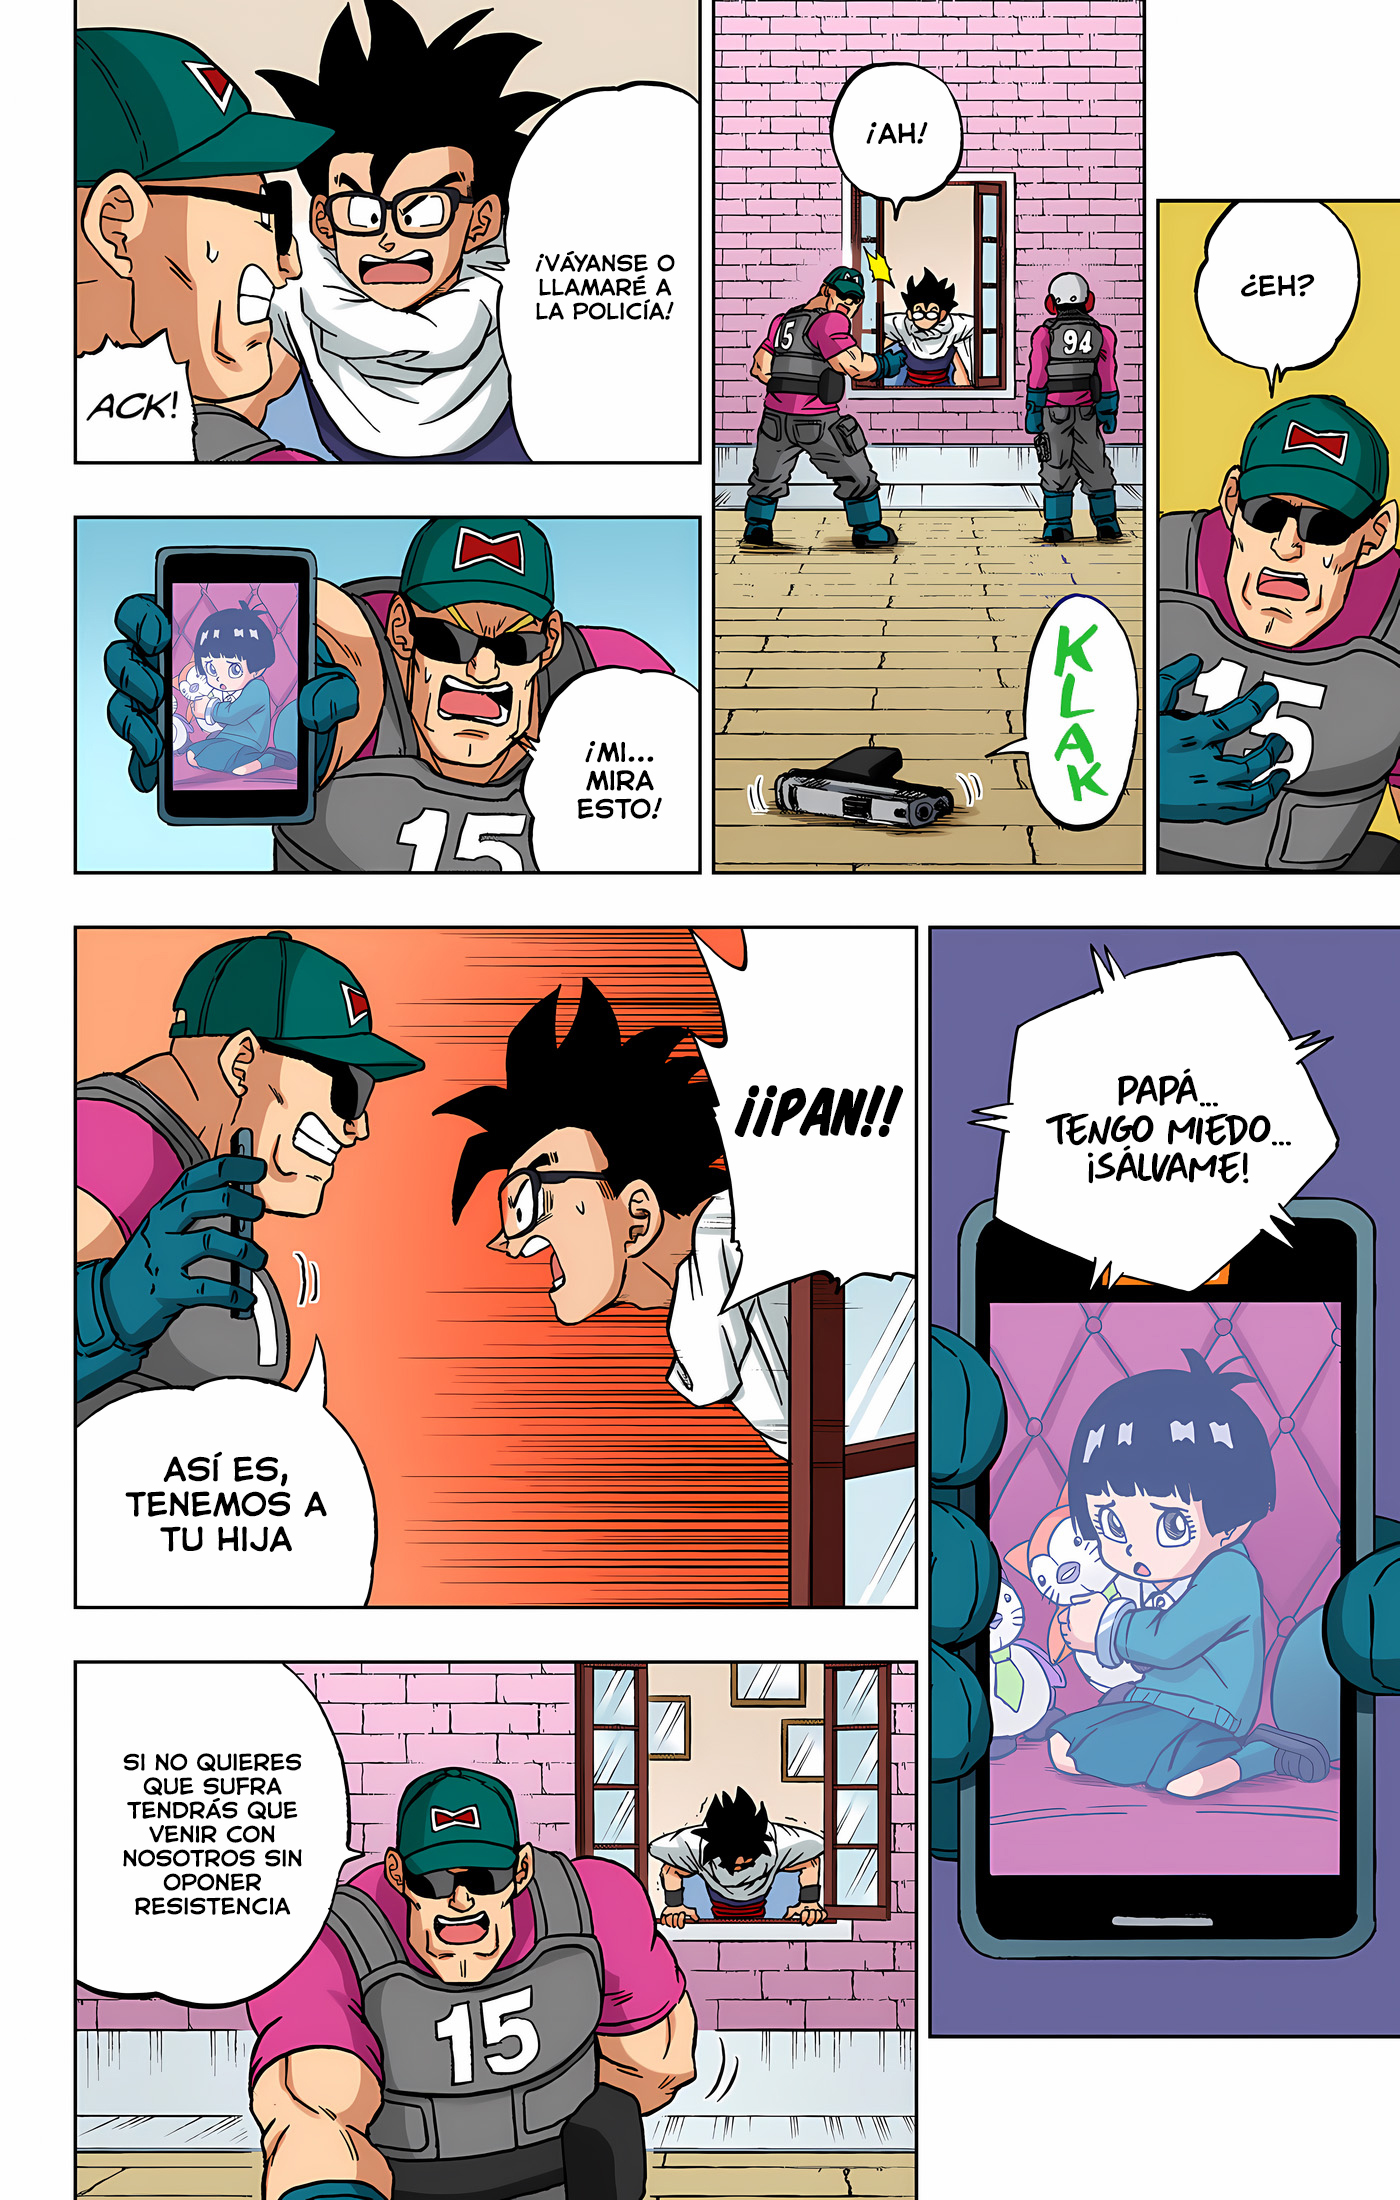 ¿EH?
¡AH!
15
94
KLAK
15
¡VÁYANSE O
LLAMARÉ A
LA POLICÍA!
ACK!
¡MI...
MIRA
ESTO!
15
PAPÁ...
TENGO MIEDO...
¡SÁLVAME!
¡¡PAN!!
ASÍ ES,
TENEMOS A
TU HIJA
SI NO QUIERES
QUE SUFRA
TENDRÁS QUE
VENIR CON
NOSOTROS SIN
OPONER
RESISTENCIA
15